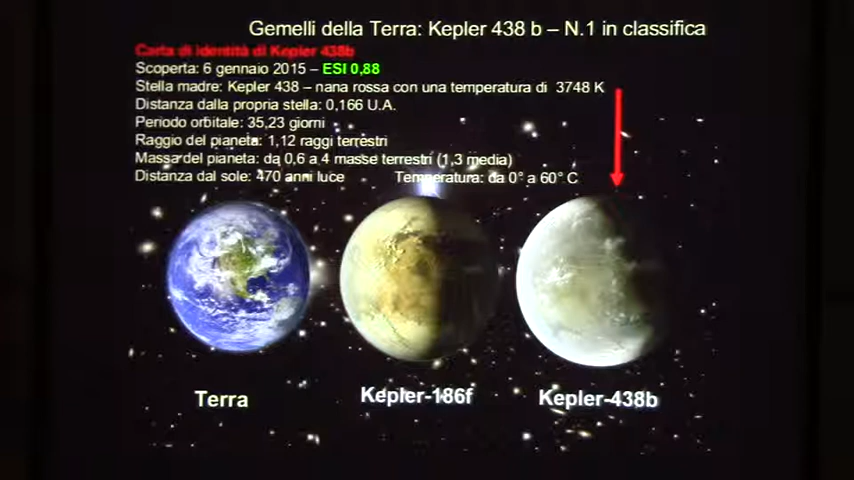 Gemelli della Terra: Kepler 438 b – N.1 in classifica
Carta di identità di Kepler 438b
Scoperta: 6 gennaio 2015 – ESI 0,88
Stella madre: Kepler 438 – nana rossa con una temperatura di 3748 K
Distanza dalla propria stella: 0,166 U.A.
Periodo orbitale: 35,23 giorni
Raggio del pianeta: 1,12 raggi terrestri
Massa del pianeta: da 0,6 a 4 masse terrestri (1,3 media)
Distanza dal sole: 470 anni luce Temperatura: da 0° a 60° C
Terra
Kepler-186f
Kepler-438b